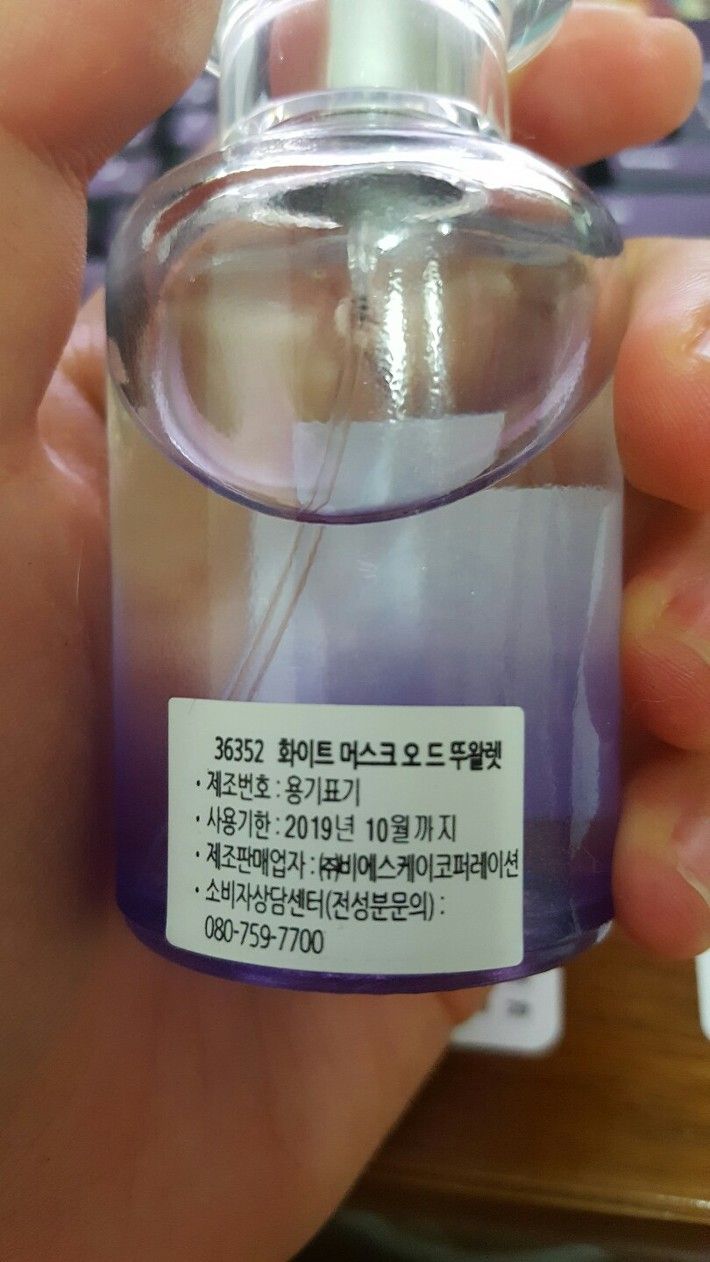 36352 화이트 머스크 오 드 뚜왈렛
· 제조번호 : 용기표기
· 사용기한 : 2019년 10월까지
· 제조판매업자 : ㈜비에스케이코퍼레이션
· 소비자상담센터(전성분문의) :
080-759-7700